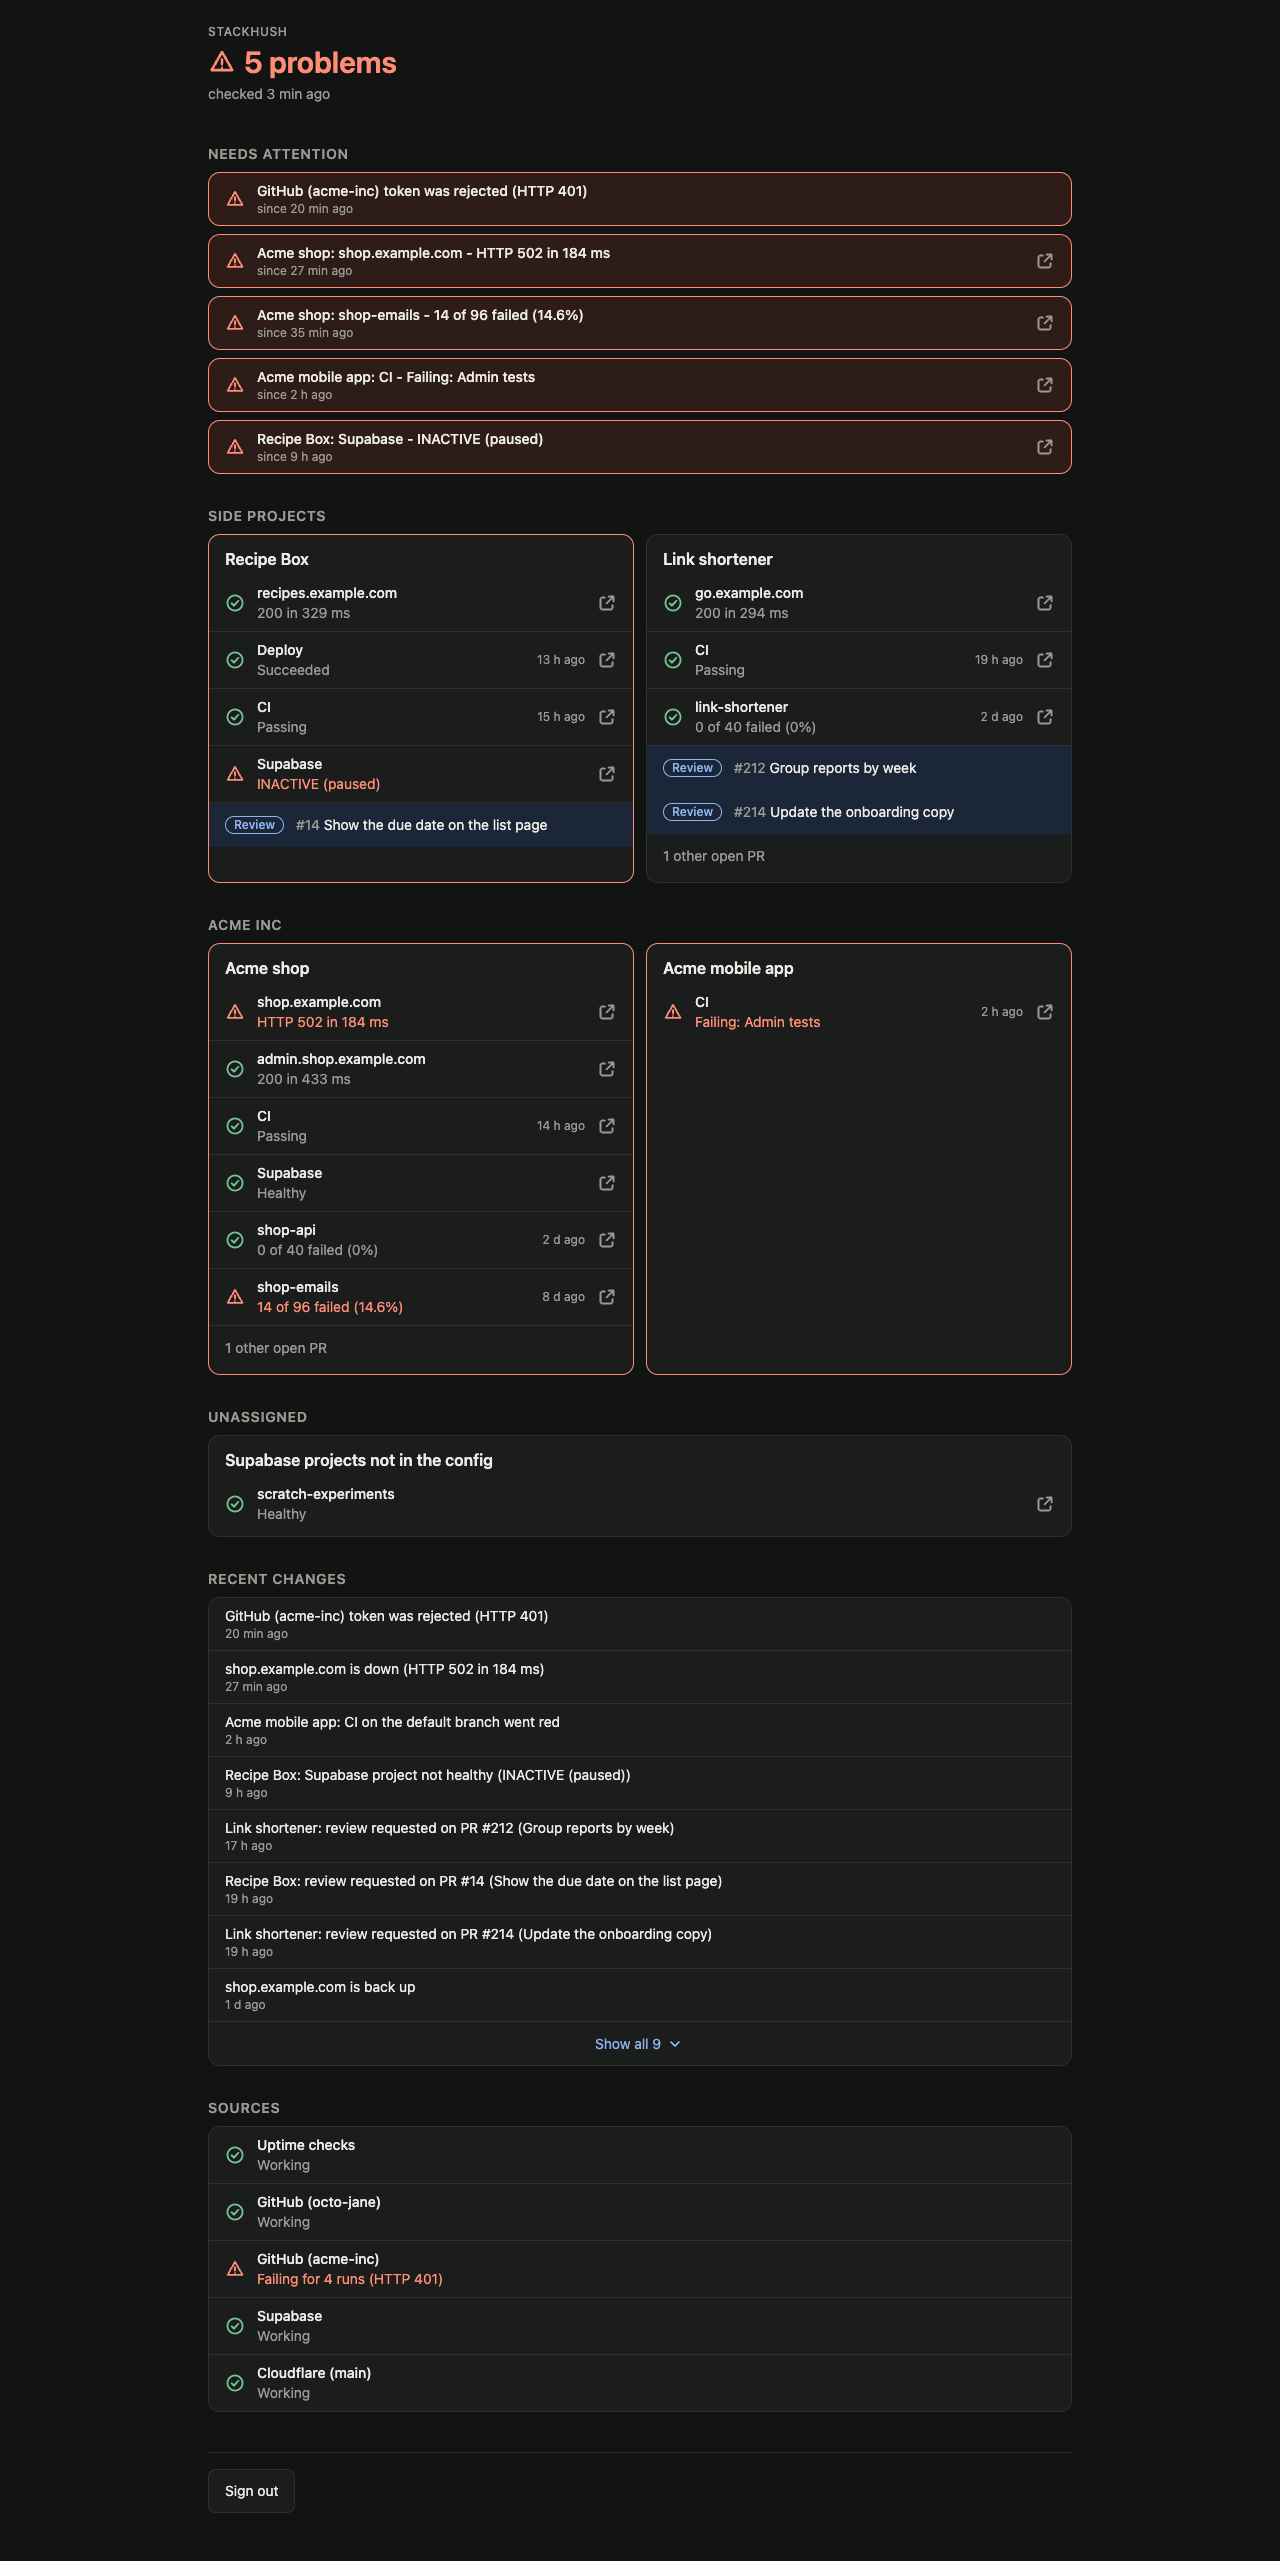 STACKHUSH
5 problems
checked 3 min ago
NEEDS ATTENTION
GitHub (acme-inc) token was rejected (HTTP 401)
since 20 min ago
Acme shop: shop.example.com - HTTP 502 in 184 ms
since 27 min ago
Acme shop: shop-emails - 14 of 96 failed (14.6%)
since 35 min ago
Acme mobile app: CI - Failing: Admin tests
since 2 h ago
Recipe Box: Supabase - INACTIVE (paused)
since 9 h ago
SIDE PROJECTS
Recipe Box
recipes.example.com
200 in 329 ms
Deploy
Succeeded
13 h ago
CI
Passing
15 h ago
Supabase
INACTIVE (paused)
Review #14 Show the due date on the list page
Link shortener
go.example.com
200 in 294 ms
CI
Passing
19 h ago
link-shortener
0 of 40 failed (0%)
2 d ago
Review #212 Group reports by week
Review #214 Update the onboarding copy
1 other open PR
ACME INC
Acme shop
shop.example.com
HTTP 502 in 184 ms
admin.shop.example.com
200 in 433 ms
CI
Passing
14 h ago
Supabase
Healthy
shop-api
0 of 40 failed (0%)
2 d ago
shop-emails
14 of 96 failed (14.6%)
8 d ago
1 other open PR
Acme mobile app
CI
Failing: Admin tests
2 h ago
UNASSIGNED
Supabase projects not in the config
scratch-experiments
Healthy
RECENT CHANGES
GitHub (acme-inc) token was rejected (HTTP 401)
20 min ago
shop.example.com is down (HTTP 502 in 184 ms)
27 min ago
Acme mobile app: CI on the default branch went red
2 h ago
Recipe Box: Supabase project not healthy (INACTIVE (paused))
9 h ago
Link shortener: review requested on PR #212 (Group reports by week)
17 h ago
Recipe Box: review requested on PR #14 (Show the due date on the list page)
19 h ago
Link shortener: review requested on PR #214 (Update the onboarding copy)
19 h ago
shop.example.com is back up
1 d ago
Show all 9
SOURCES
Uptime checks
Working
GitHub (octo-jane)
Working
GitHub (acme-inc)
Failing for 4 runs (HTTP 401)
Supabase
Working
Cloudflare (main)
Working
Sign out